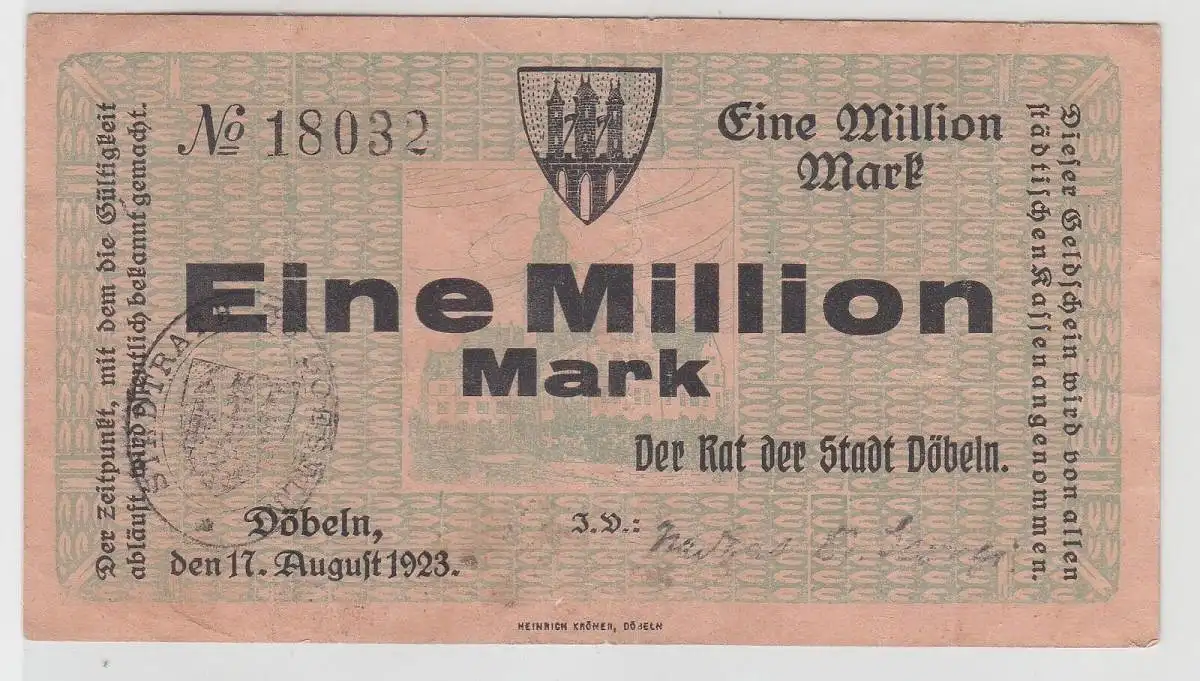 Der Zeitpunkt, mit dem die Gültigkeit
abläuft, wird öffentlich bekannt gemacht.
No 18032
Eine Million
Mark
Eine Million
Mark
Der Rat der Stadt Döbeln.
Döbeln,
den 17. August 1923.
J.V.:
Dieser Geldschein wird von allen
städtischen Kassen angenommen.
HEINRICH KRÖNER, DÖBELN